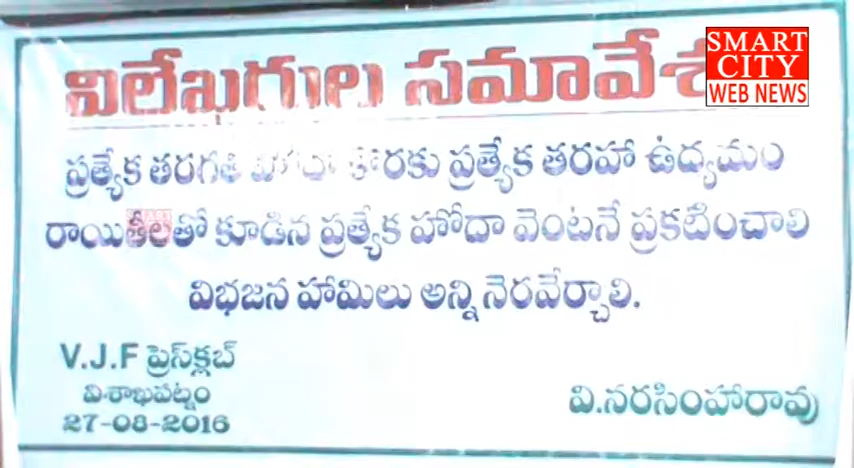 SMART
CITY
WEB NEWS
విలేఖరుల సమావేశ
ప్రత్యేక తరగతి కొరకు ప్రత్యేక తరహా ఉద్యమం
రాయితీలతో కూడిన ప్రత్యేక హోదా వెంటనే ప్రకటించాలి
విభజన హామిలు అన్ని నెరవేర్చాలి.
V.J.F ప్రెస్‌క్లబ్
విశాఖపట్నం
27-08-2016
వి.నరసింహారావు